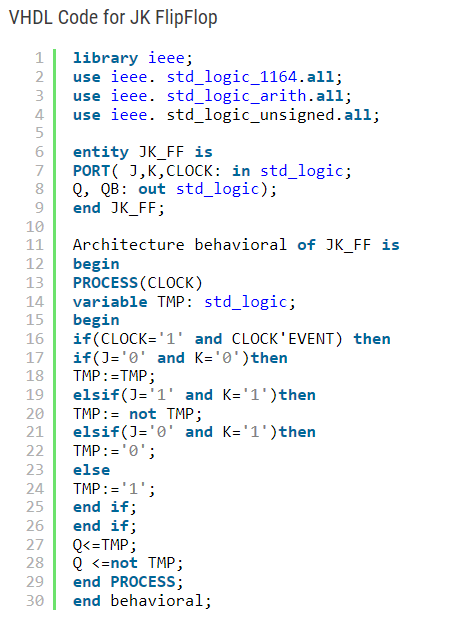 VHDL Code for JK FlipFlop
1 library ieee;
2 use ieee. std_logic_1164.all;
3 use ieee. std_logic_arith.all;
4 use ieee. std_logic_unsigned.all;
5
6 entity JK_FF is
7 PORT( J,K,CLOCK: in std_logic;
8 Q, QB: out std_logic);
9 end JK_FF;
10
11 Architecture behavioral of JK_FF is
12 begin
13 PROCESS(CLOCK)
14 variable TMP: std_logic;
15 begin
16 if(CLOCK='1' and CLOCK'EVENT) then
17 if(J='0' and K='0')then
18 TMP:=TMP;
19 elsif(J='1' and K='1')then
20 TMP:= not TMP;
21 elsif(J='0' and K='1')then
22 TMP:='0';
23 else
24 TMP:='1';
25 end if;
26 end if;
27 Q<=TMP;
28 Q <=not TMP;
29 end PROCESS;
30 end behavioral;